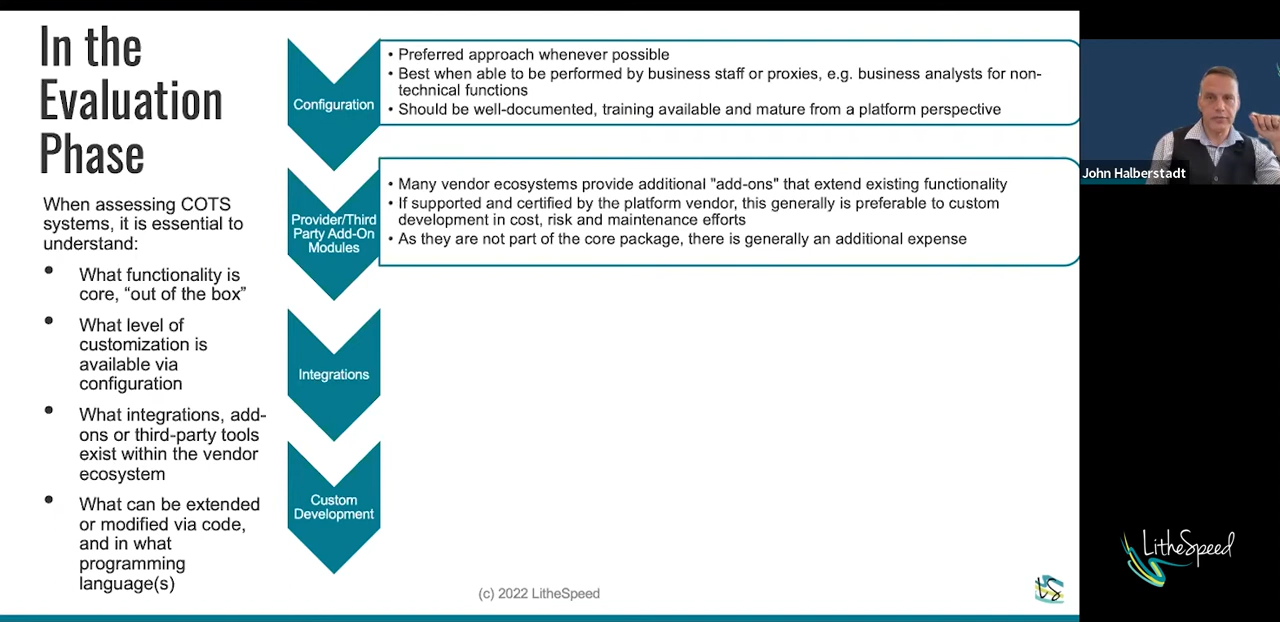 In the
Evaluation
Phase
When assessing COTS
systems, it is essential to
understand:
• What functionality is
core, “out of the box”
• What level of
customization is
available via
configuration
• What integrations, add-
ons or third-party tools
exist within the vendor
ecosystem
• What can be extended
or modified via code,
and in what
programming
language(s)
Configuration
• Preferred approach whenever possible
• Best when able to be performed by business staff or proxies, e.g. business analysts for non-
technical functions
• Should be well-documented, training available and mature from a platform perspective
Provider/Third
Party Add-On
Modules
• Many vendor ecosystems provide additional "add-ons" that extend existing functionality
• If supported and certified by the platform vendor, this generally is preferable to custom
development in cost, risk and maintenance efforts
• As they are not part of the core package, there is generally an additional expense
Integrations
Custom
Development
(c) 2022 LitheSpeed
LS
John Halberstadt
LitheSpeed